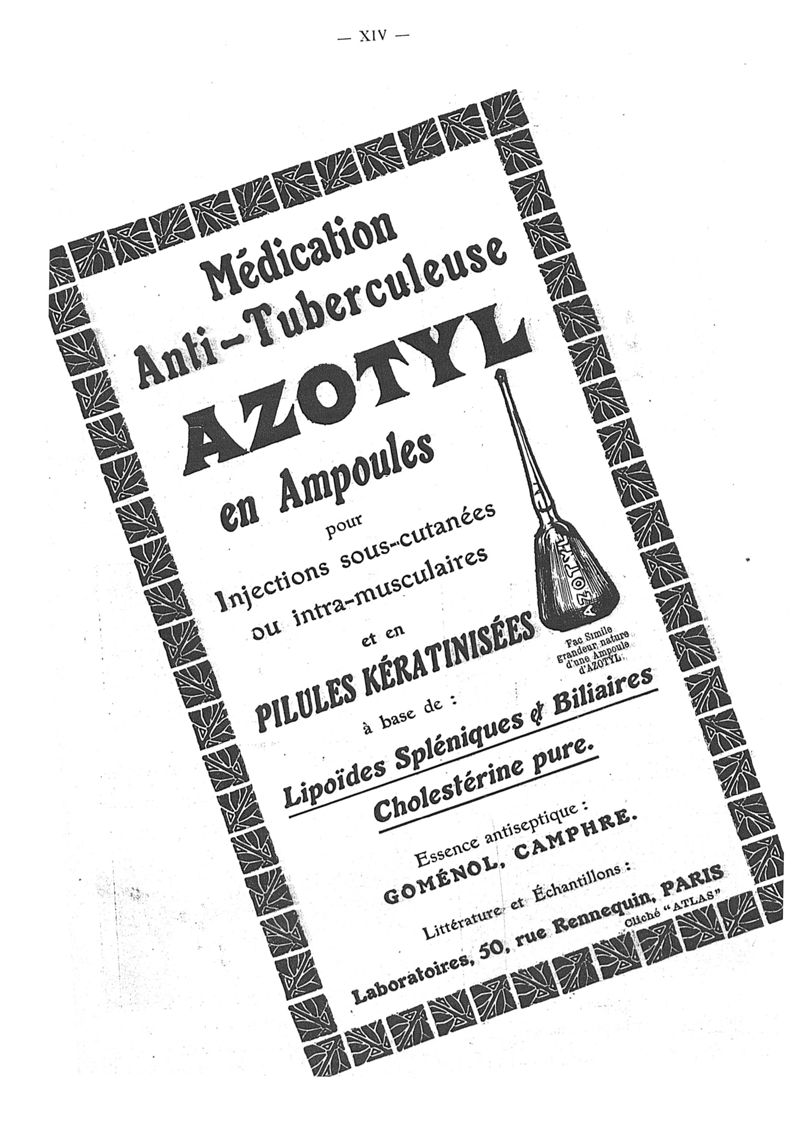 — XIV —
Médication
Anti-Tuberculeuse
AZOTYL
en Ampoules
pour
Injections sous-cutanées
ou intra-musculaires
et en
PILULES KÉRATINISÉES
AZOTYL
Fac Simile
grandeur nature
d'une Ampoule
d'AZOTYL.
à base de :
Lipoïdes Spléniques & Biliaires
Cholestérine pure.
Essence antiseptique :
GOMÉNOL, CAMPHRE.
Littérature et Échantillons :
Laboratoires, 50, rue Rennequin, PARIS
Cliché "ATLAS"